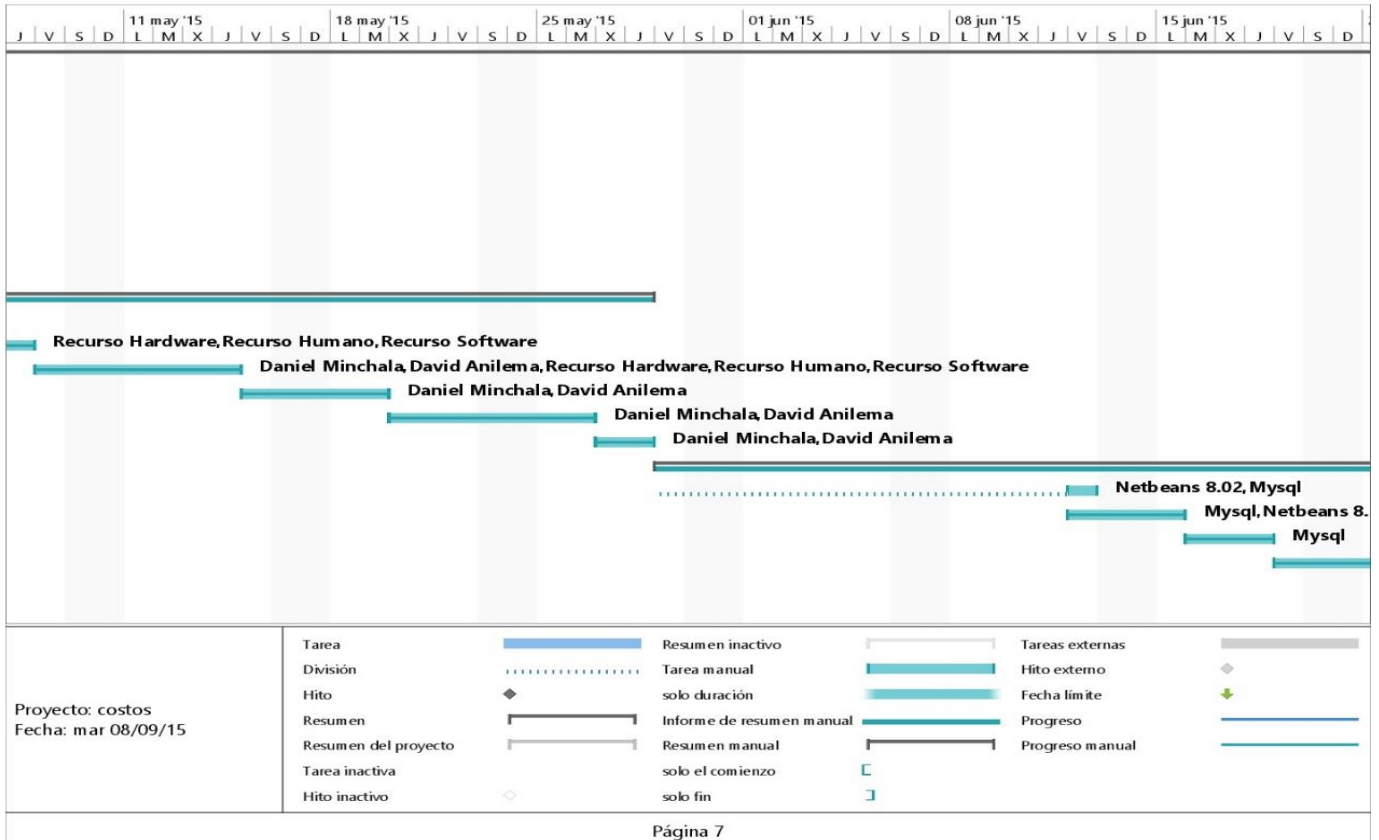 11 may '15 18 may '15 25 may '15 01 jun '15 08 jun '15 15 jun '15
J V S D L M X J V S D L M X J V S D L M X J V S D L M X J V S D L M X J V S D L M X J V S D
Recurso Hardware,Recurso Humano,Recurso Software
Daniel Minchala,David Anilema,Recurso Hardware,Recurso Humano,Recurso Software
Daniel Minchala,David Anilema
Daniel Minchala,David Anilema
Daniel Minchala,David Anilema
Netbeans 8.02,Mysql
Mysql,Netbeans 8.
Mysql
Proyecto: costos
Fecha: mar 08/09/15
Tarea
División
Hito
Resumen
Resumen del proyecto
Tarea inactiva
Hito inactivo
Resumen inactivo
Tarea manual
solo duración
Informe de resumen manual
Resumen manual
solo el comienzo
solo fin
Tareas externas
Hito externo
Fecha límite
Progreso
Progreso manual
Página 7